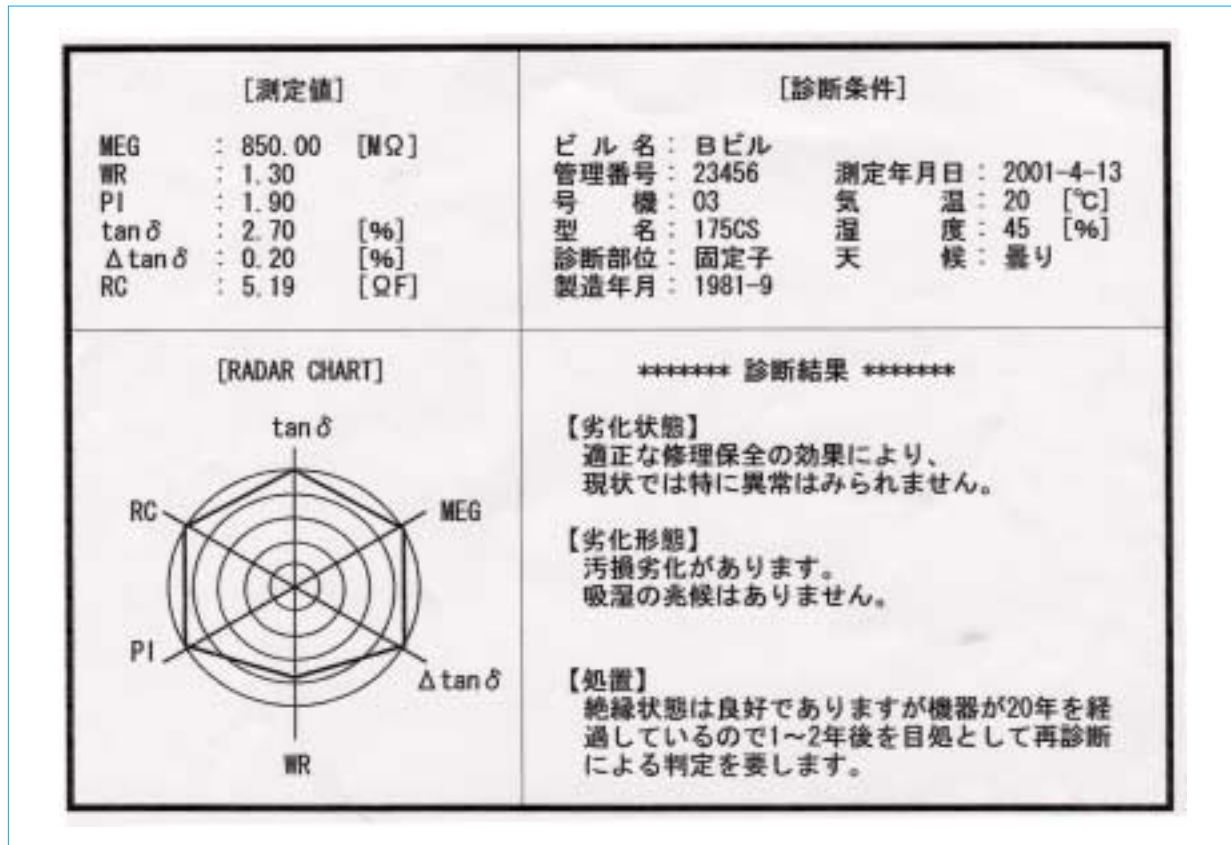 [測定値]
MEG : 850.00 [MΩ]
WR : 1.30
PI : 1.90
tanδ : 2.70 [%]
Δtanδ : 0.20 [%]
RC : 5.19 [ΩF]
[診断条件]
ビル名: Bビル
管理番号: 23456 測定年月日: 2001-4-13
号機: 03 気温: 20 [℃]
型名: 175CS 湿度: 45 [%]
診断部位: 固定子 天候: 曇り
製造年月: 1981-9
[RADAR CHART]
tanδ
RC
MEG
PI
Δtanδ
WR
******* 診断結果 *******
【劣化状態】
適正な修理保全の効果により、
現状では特に異常はみられません。
【劣化形態】
汚損劣化があります。
吸湿の兆候はありません。
【処置】
絶縁状態は良好でありますが機器が20年を経
過しているので1~2年後を目処として再診断
による判定を要します。